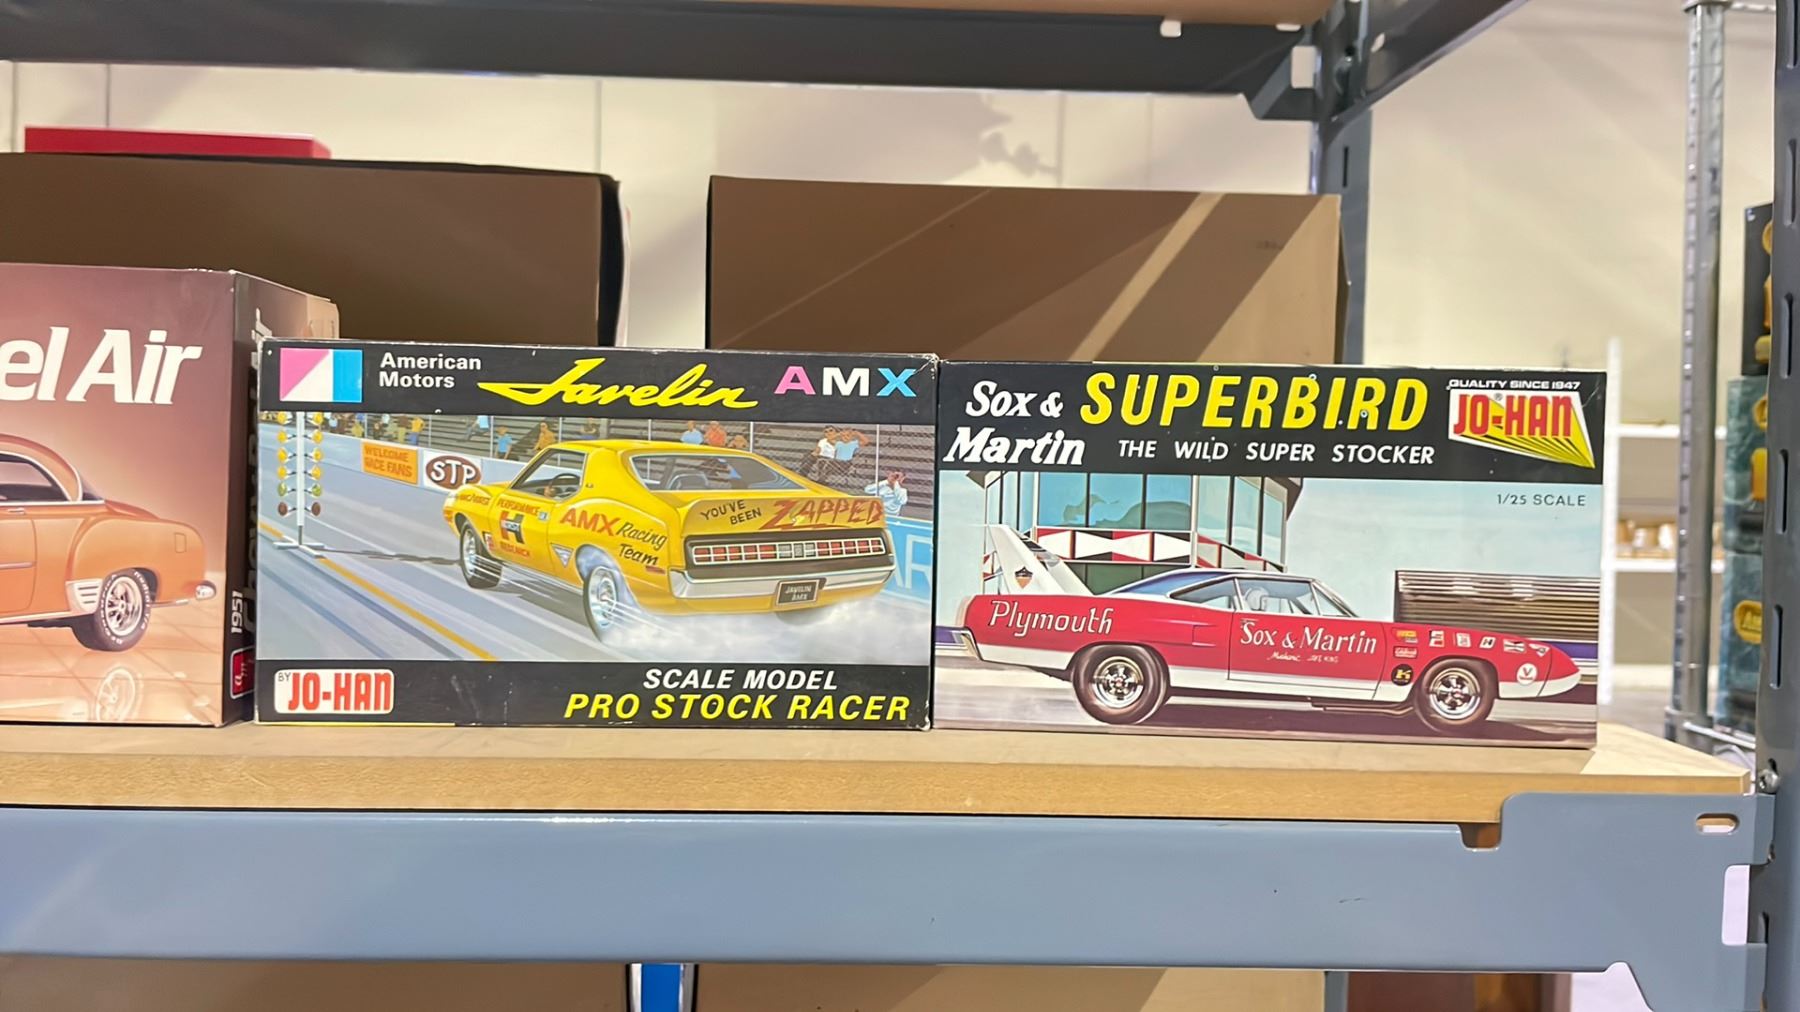 el Air
1951
American
Motors
Javelin
AMX
WELCOME
RACE FANS
STP
YOU'VE
BEEN
ZAPPED
AMX Racing
Team
JAVELIN
AMX
BY
JO-HAN
SCALE MODEL
PRO STOCK RACER
Sox &
Martin
SUPERBIRD
THE WILD SUPER STOCKER
QUALITY SINCE 1947
JO-HAN
1/25 SCALE
Plymouth
Sox & Martin